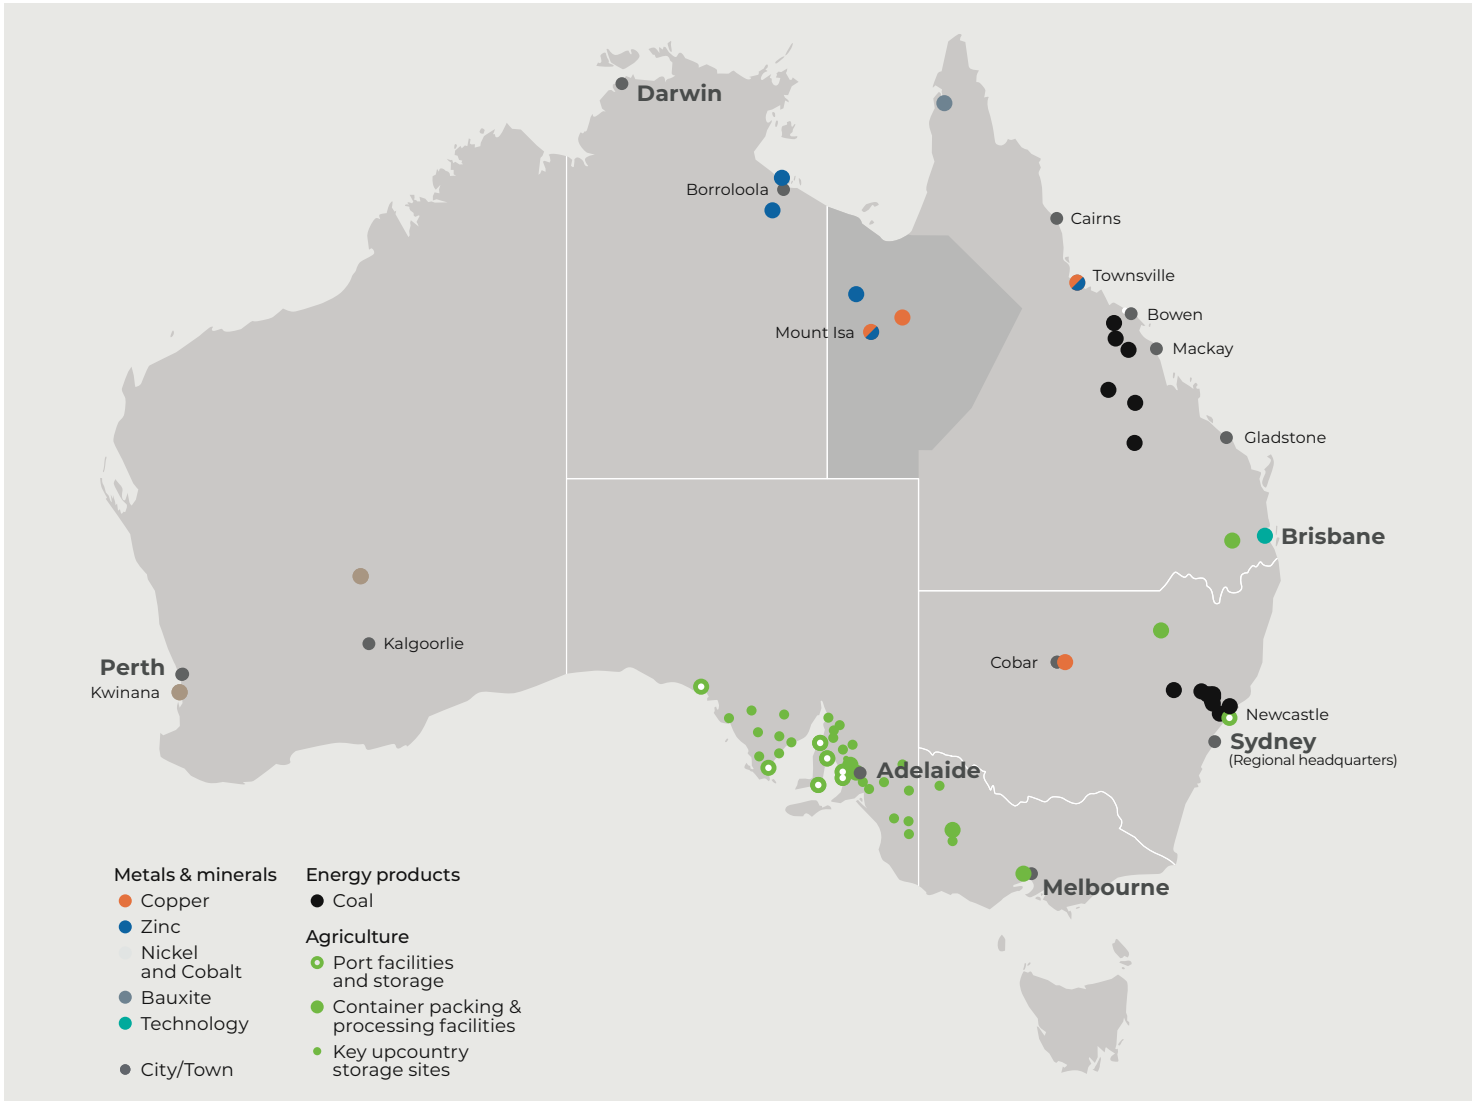 Darwin
Borroloola
Cairns
Townsville
Bowen
Mount Isa
Mackay
Gladstone
Brisbane
Kalgoorlie
Perth
Kwinana
Cobar
Newcastle
Sydney
(Regional headquarters)
Adelaide
Melbourne
Metals & minerals
Copper
Zinc
Nickel
and Cobalt
Bauxite
Technology
City/Town
Energy products
Coal
Agriculture
Port facilities
and storage
Container packing &
processing facilities
Key upcountry
storage sites